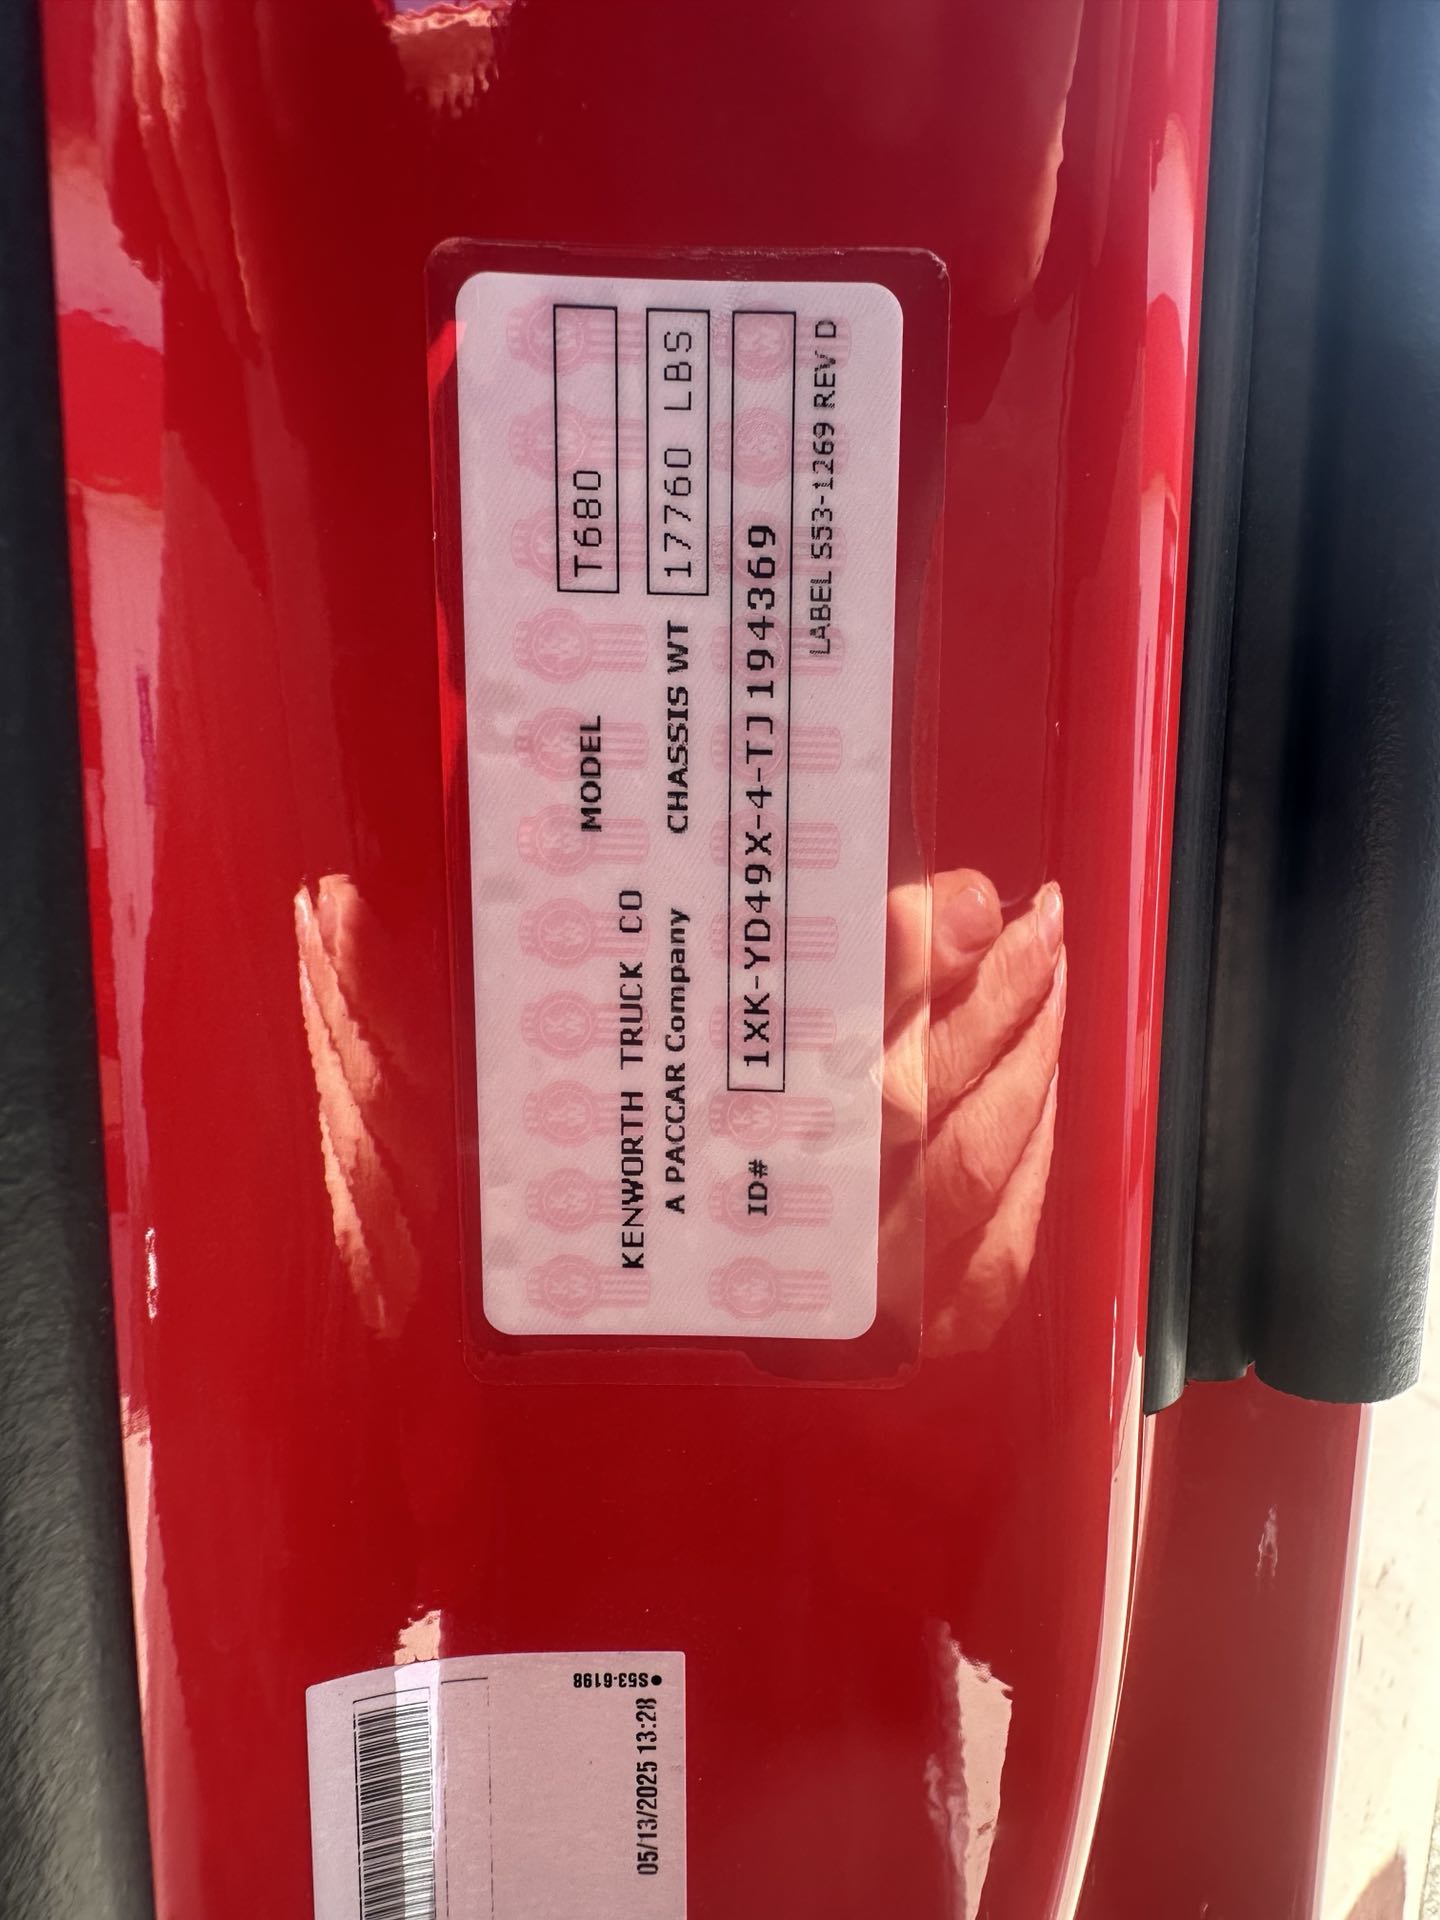 MODEL T680
KENWORTH TRUCK CO
A PACCAR Company CHASSIS WT 17760 LBS
ID# 1XK-YD49X-4-TJ194369
LABEL S53-1269 REV D
●S53-6198
05/13/2025 13:28